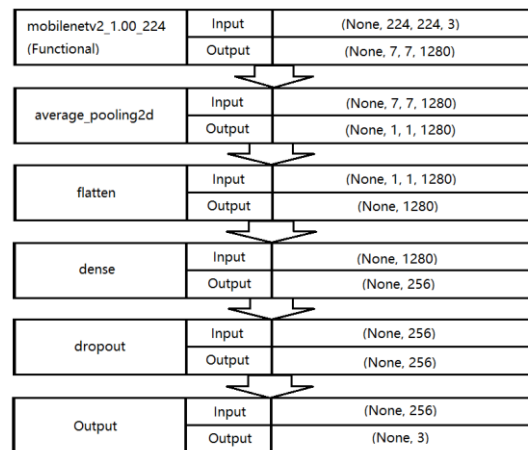 mobilenetv2_1.00_224
(Functional)
Input
(None, 224, 224, 3)
Output
(None, 7, 7, 1280)
average_pooling2d
Input
(None, 7, 7, 1280)
Output
(None, 1, 1, 1280)
flatten
Input
(None, 1, 1, 1280)
Output
(None, 1280)
dense
Input
(None, 1280)
Output
(None, 256)
dropout
Input
(None, 256)
Output
(None, 256)
Output
Input
(None, 256)
Output
(None, 3)